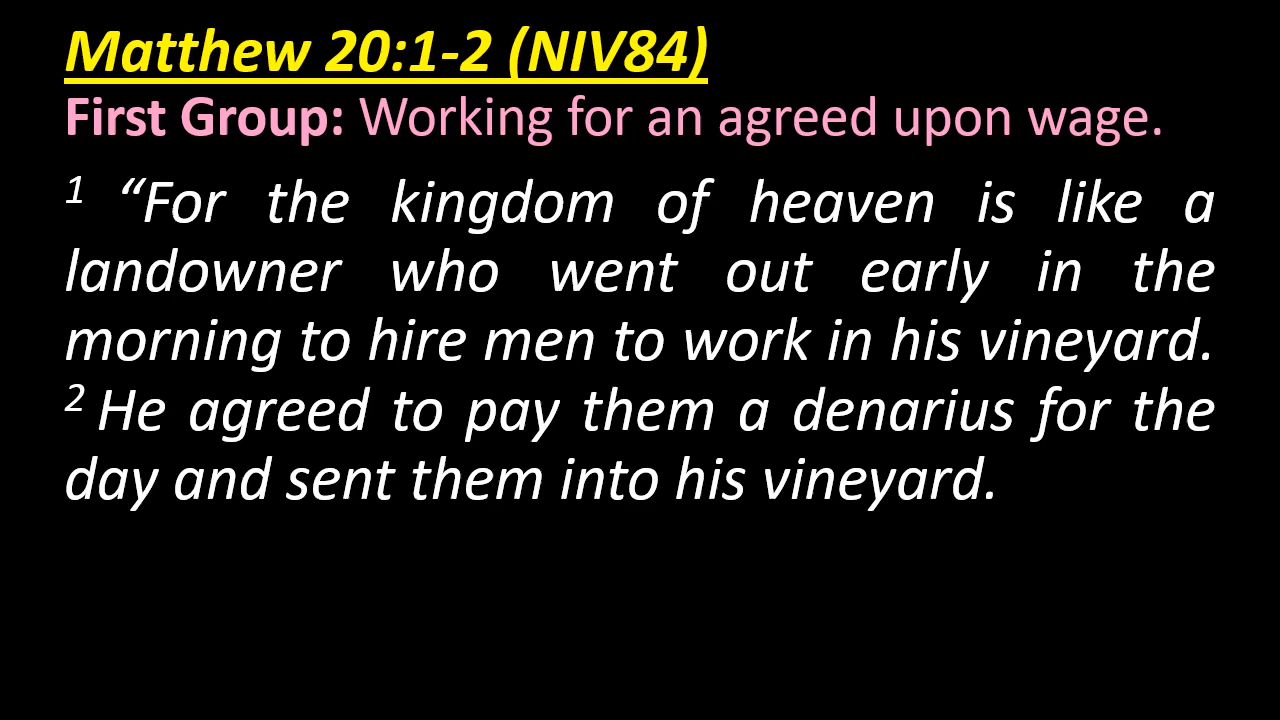 Matthew 20:1-2 (NIV84)
First Group: Working for an agreed upon wage.
1 “For the kingdom of heaven is like a
landowner who went out early in the
morning to hire men to work in his vineyard.
2 He agreed to pay them a denarius for the
day and sent them into his vineyard.